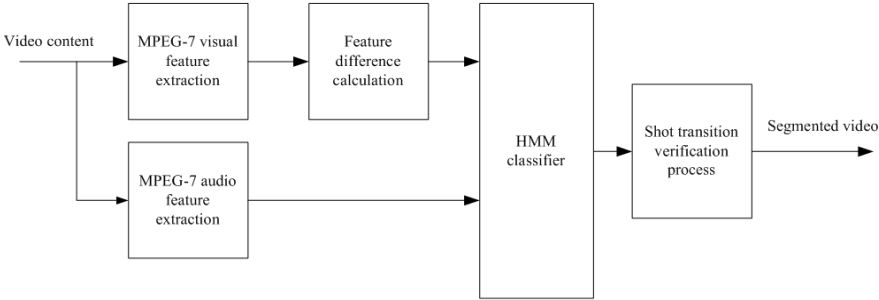 Video content
MPEG-7 visual
feature
extraction
Feature
difference
calculation
MPEG-7 audio
feature
extraction
HMM
classifier
Shot transition
verification
process
Segmented video